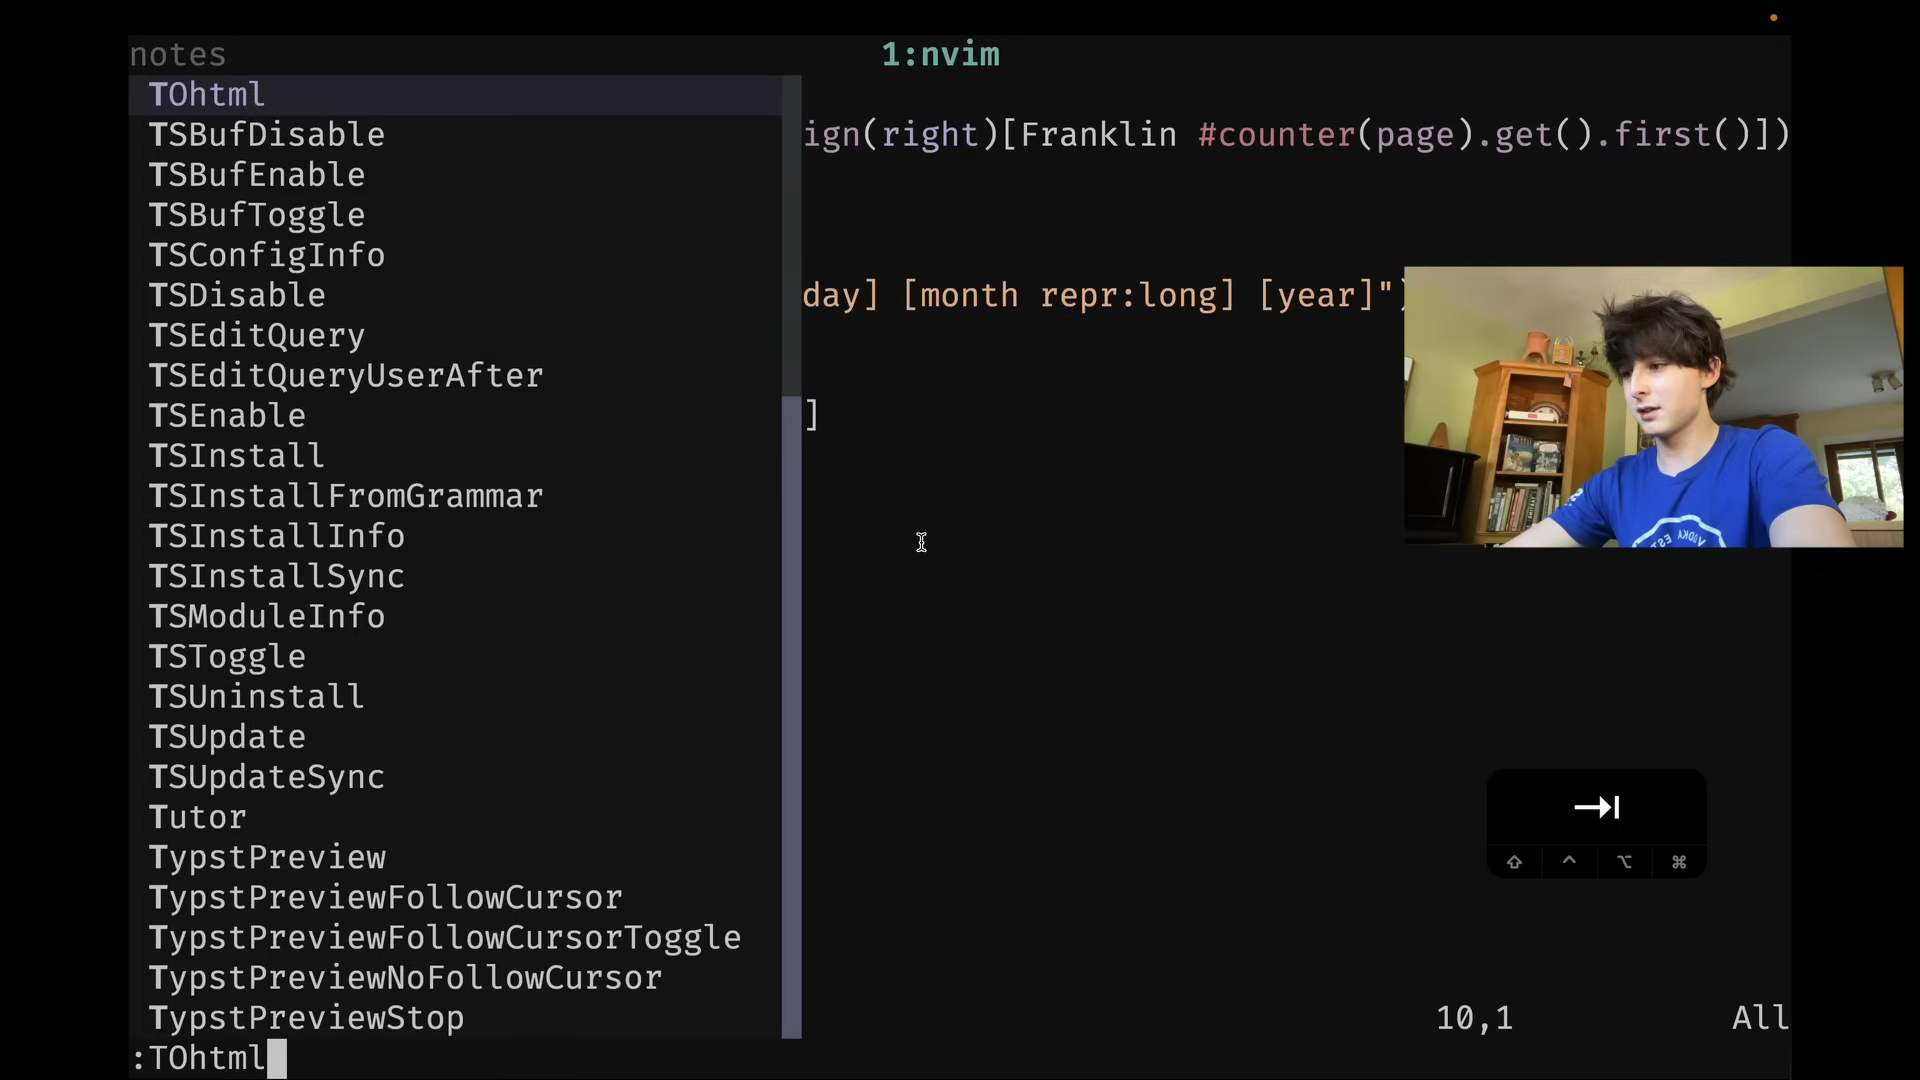 notes 1:nvim
TOhtml
TSBufDisable
ign(right)[Franklin #counter(page).get().first()])
TSBufEnable
TSBufToggle
TSConfigInfo
TSDisable
day] [month repr:long] [year]")
TSEditQuery
TSEditQueryUserAfter
TSEnable
]
TSInstall
TSInstallFromGrammar
TSInstallInfo
TSInstallSync
TSModuleInfo
TSToggle
TSUninstall
TSUpdate
TSUpdateSync
Tutor
TypstPreview
TypstPreviewFollowCursor
TypstPreviewFollowCursorToggle
TypstPreviewNoFollowCursor
TypstPreviewStop
10,1 All
:TOhtml